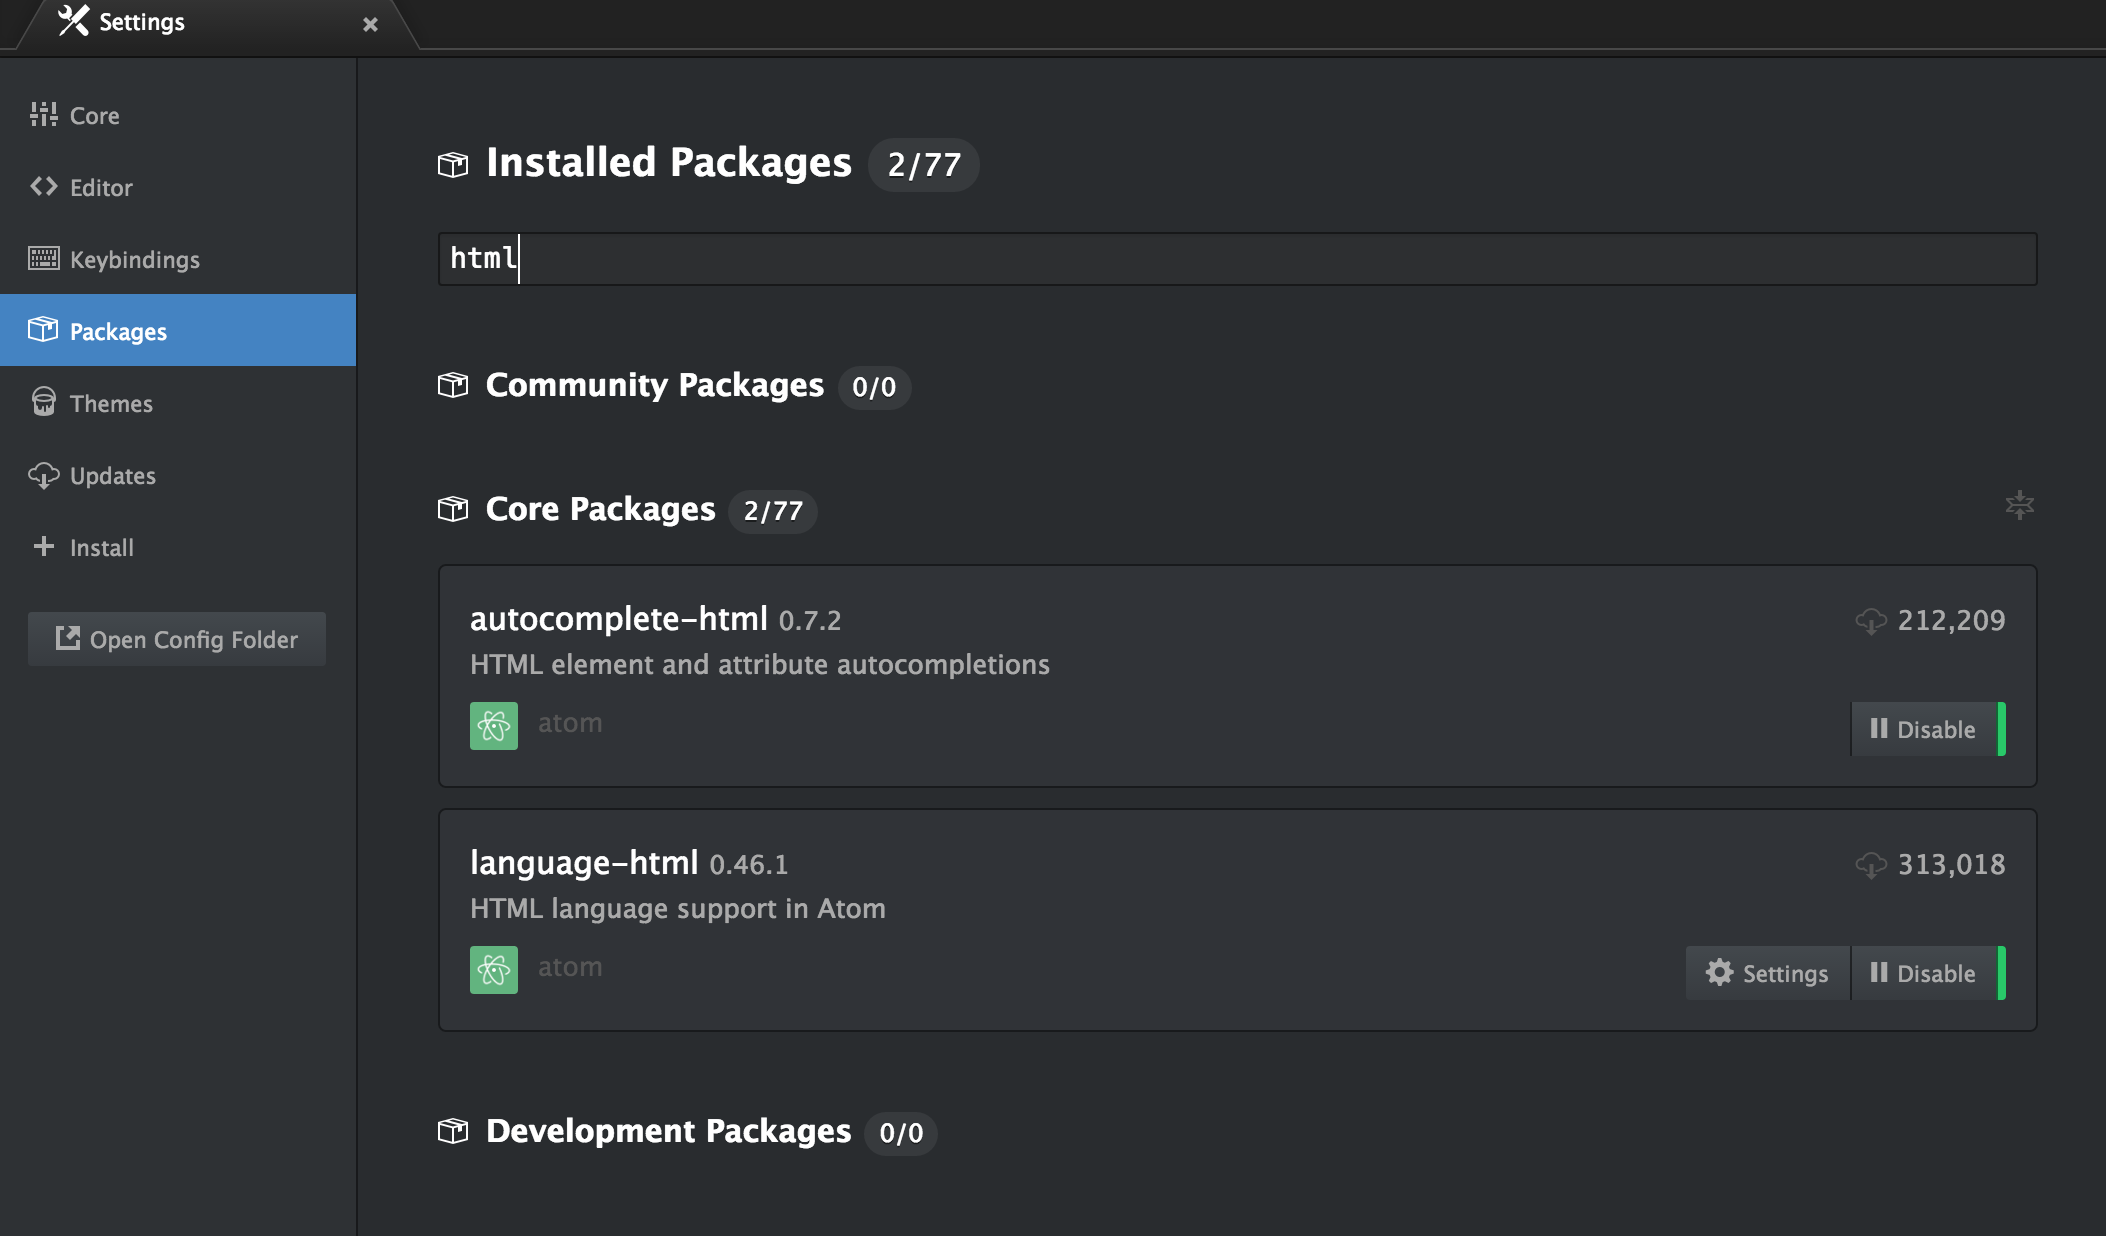 Settings
Core
Editor
Keybindings
Packages
Themes
Updates
Install
Open Config Folder
Installed Packages 2/77
html
Community Packages 0/0
Core Packages 2/77
autocomplete-html 0.7.2
212,209
HTML element and attribute autocompletions
atom
Disable
language-html 0.46.1
313,018
HTML language support in Atom
atom
Settings
Disable
Development Packages 0/0